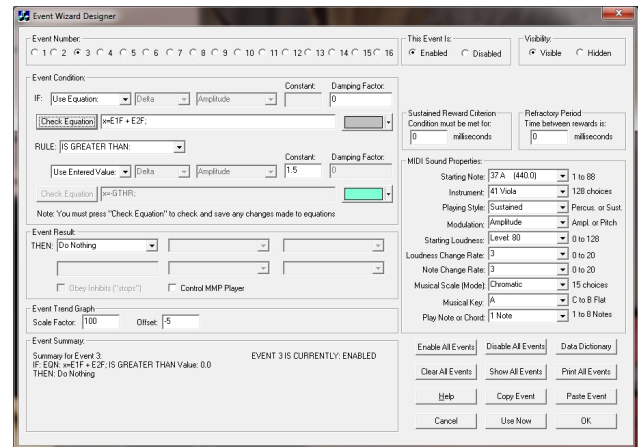 Event Wizard Designer
Event Number:
1 2 3 4 5 6 7 8 9 10 11 12 13 14 15 16
This Event Is:
Enabled Disabled
Visibility:
Visible Hidden
Event Condition:
Constant: Damping Factor:
IF: Use Equation: Delta Amplitude 0
Check Equation x=E1F + E2F;
RULE: IS GREATER THAN:
Constant: Damping Factor:
Use Entered Value: Delta Amplitude 1.5 0
Check Equation x=-GTHR;
Note: You must press "Check Equation" to check and save any changes made to equations
Sustained Reward Criterion
Condition must be met for:
0 milliseconds
Refractory Period
Time between rewards is:
0 milliseconds
MIDI Sound Properties:
Starting Note: 37 A (440.0) 1 to 88
Instrument: 41 Viola 128 choices
Playing Style: Sustained Percus. or Sust.
Modulation: Amplitude Ampl. or Pitch
Starting Loudness: Level: 80 0 to 128
Loudness Change Rate: 3 0 to 20
Note Change Rate: 3 0 to 20
Musical Scale (Mode): Chromatic 15 choices
Musical Key: A C to B Flat
Play Note or Chord: 1 Note 1 to 8 Notes
Event Result:
THEN: Do Nothing
Obey Inhibits ("stops") Control MMP Player
Event Trend Graph
Scale Factor: 100 Offset: -5
Event Summary:
Summary for Event 3: EVENT 3 IS CURRENTLY: ENABLED
IF: EQN: x=E1F + E2F; IS GREATER THAN Value: 0.0
THEN: Do Nothing
Enable All Events Disable All Events Data Dictionary
Clear All Events Show All Events Print All Events
Help Copy Event Paste Event
Cancel Use Now OK